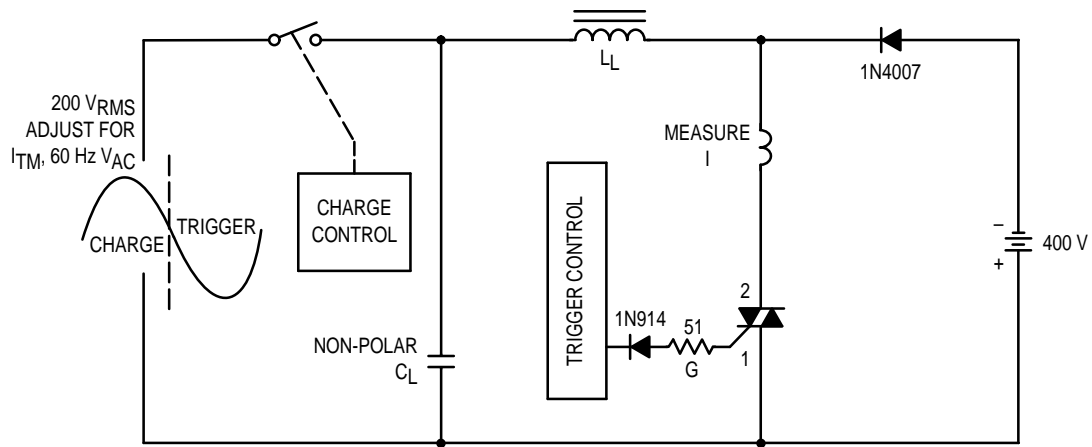 200 VRMS
ADJUST FOR
ITM, 60 Hz VAC
CHARGE
TRIGGER
CHARGE
CONTROL
NON-POLAR
CL
LL
MEASURE
I
TRIGGER CONTROL
1N914
51
G
2
1
1N4007
–
+
400 V